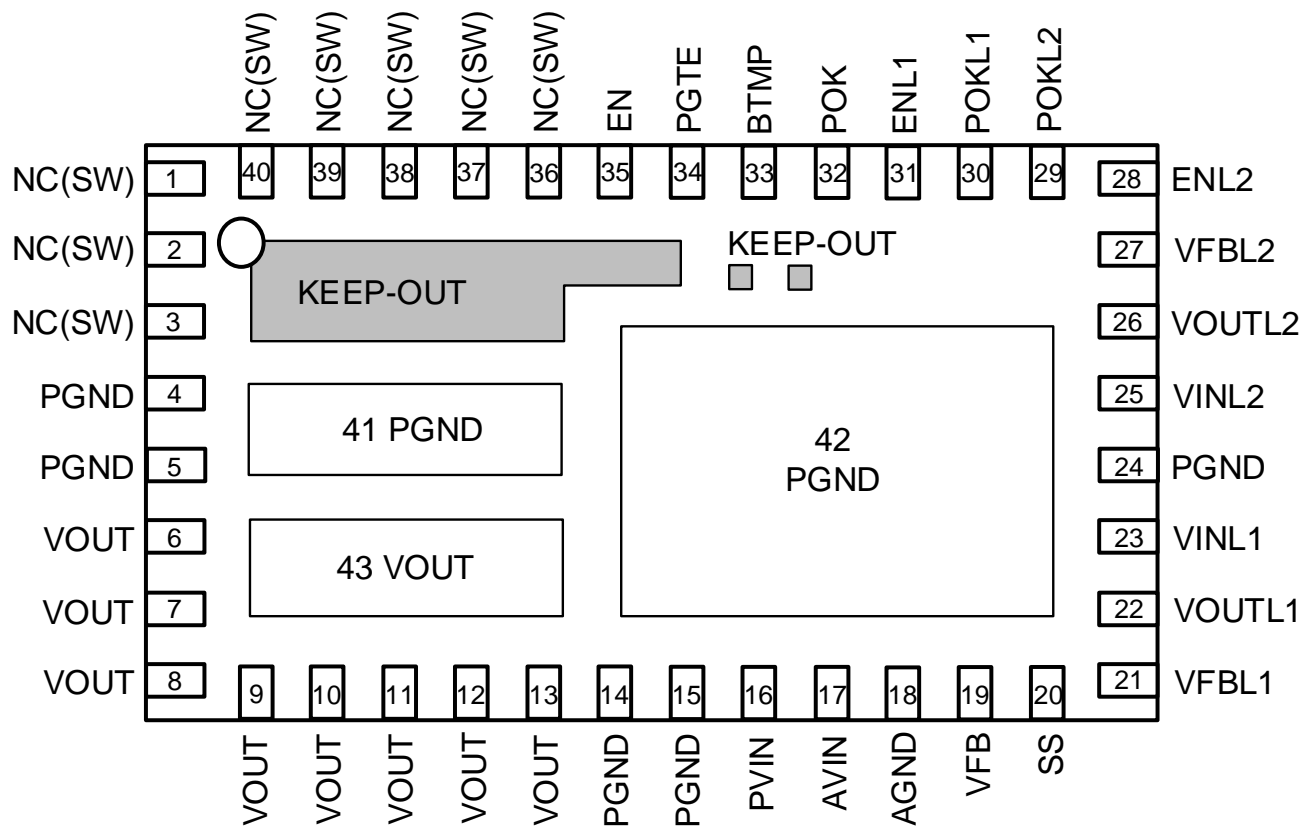 NC(SW)
NC(SW)
NC(SW)
NC(SW)
NC(SW)
EN
PGTE
BTMP
POK
ENL1
POKL1
POKL2
40
39
38
37
36
35
34
33
32
31
30
29
NC(SW) 1
28 ENL2
NC(SW) 2
KEEP-OUT
27 VFBL2
KEEP-OUT
NC(SW) 3
26 VOUTL2
PGND 4
25 VINL2
41 PGND
42
PGND
PGND 5
24 PGND
VOUT 6
23 VINL1
43 VOUT
VOUT 7
22 VOUTL1
VOUT 8
21 VFBL1
9
10
11
12
13
14
15
16
17
18
19
20
VOUT
VOUT
VOUT
VOUT
VOUT
PGND
PGND
PVIN
AVIN
AGND
VFB
SS